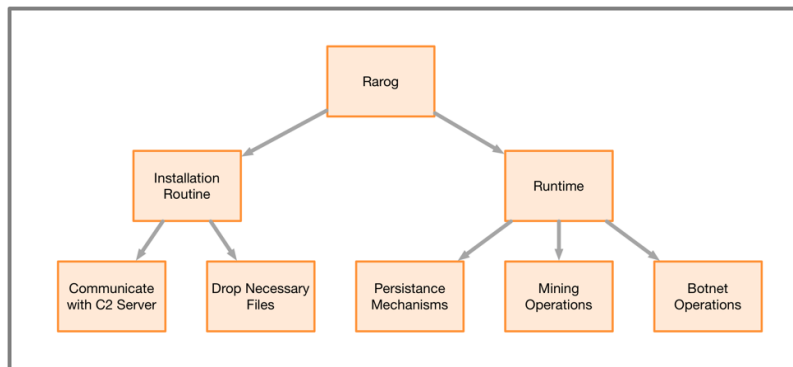 Rarog
Installation
Routine
Runtime
Communicate
with C2 Server
Drop Necessary
Files
Persistance
Mechanisms
Mining
Operations
Botnet
Operations